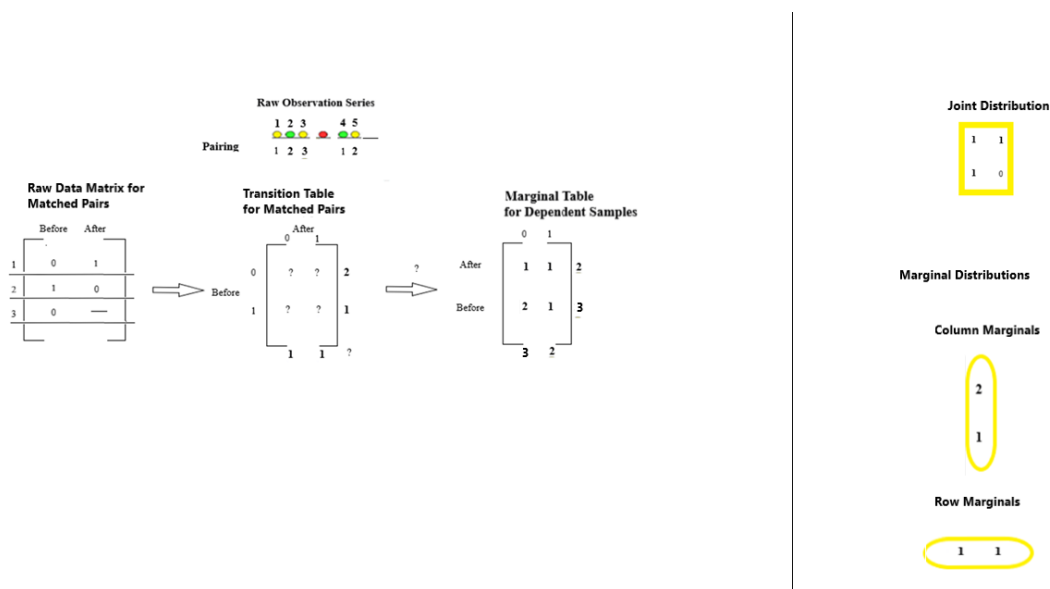 Raw Observation Series
1 2 3 4 5
Pairing 1 2 3 1 2
Raw Data Matrix for
Matched Pairs
Before After
1 0 1
2 1 0
3 0 —
Transition Table
for Matched Pairs
After
0 1
0 ? ? 2
Before
1 ? ? 1
1 1 ?
?
Marginal Table
for Dependent Samples
0 1
After 1 1 2
Before 2 1 3
3 2
Joint Distribution
1 1
1 0
Marginal Distributions
Column Marginals
2
1
Row Marginals
1 1